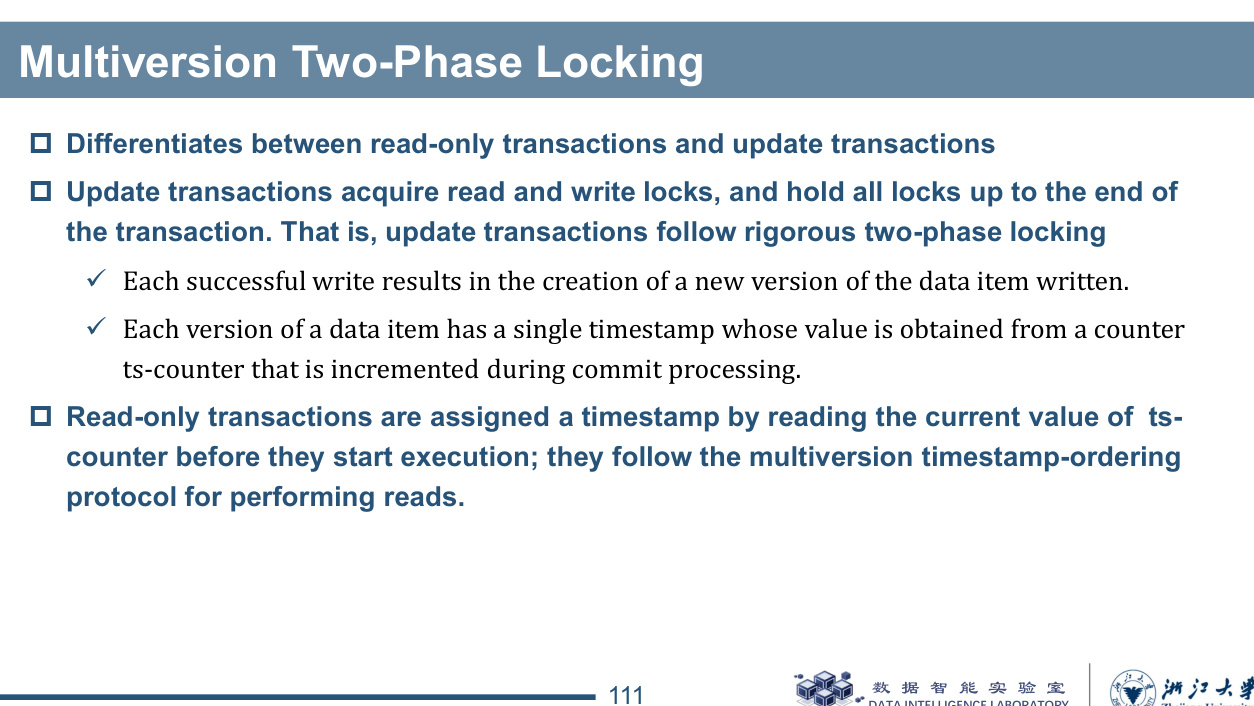 Multiversion Two-Phase Locking
Differentiates between read-only transactions and update transactions
Update transactions acquire read and write locks, and hold all locks up to the end of
the transaction. That is, update transactions follow rigorous two-phase locking
Each successful write results in the creation of a new version of the data item written.
Each version of a data item has a single timestamp whose value is obtained from a counter
ts-counter that is incremented during commit processing.
Read-only transactions are assigned a timestamp by reading the current value of ts-
counter before they start execution; they follow the multiversion timestamp-ordering
protocol for performing reads.
111
数据智能实验室
DATA INTELLIGENCE LABORATORY
浙江大学